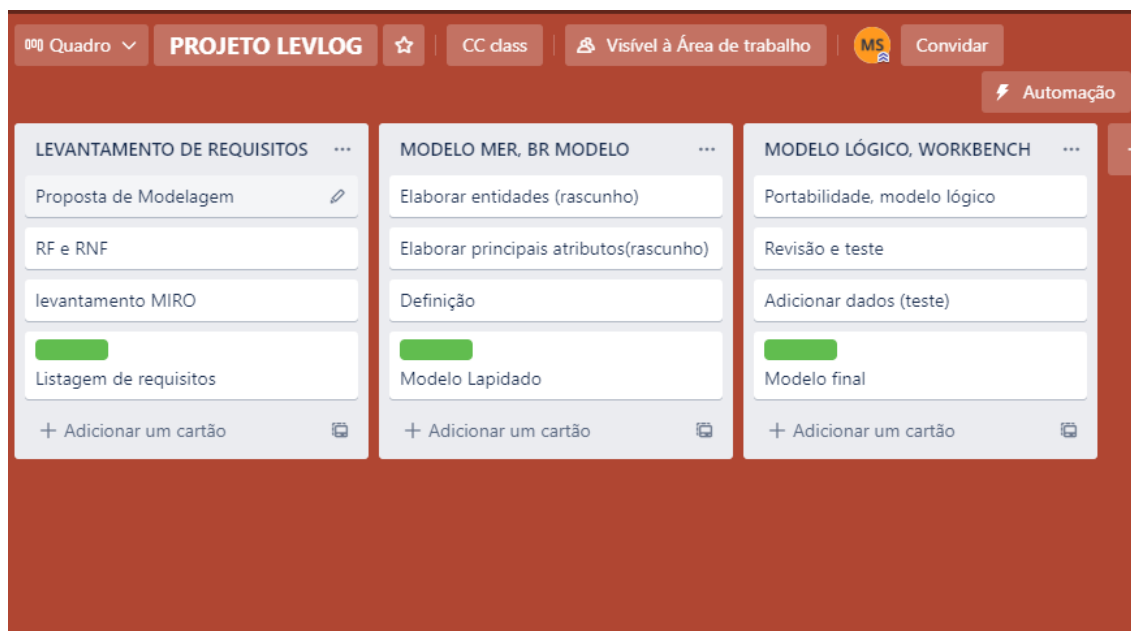 Quadro
PROJETO LEVLOG
CC class
Visível à Área de trabalho
MS
Convidar
Automação
LEVANTAMENTO DE REQUISITOS
Proposta de Modelagem
RF e RNF
levantamento MIRO
Listagem de requisitos
+ Adicionar um cartão
MODELO MER, BR MODELO
Elaborar entidades (rascunho)
Elaborar principais atributos(rascunho)
Definição
Modelo Lapidado
+ Adicionar um cartão
MODELO LÓGICO, WORKBENCH
Portabilidade, modelo lógico
Revisão e teste
Adicionar dados (teste)
Modelo final
+ Adicionar um cartão